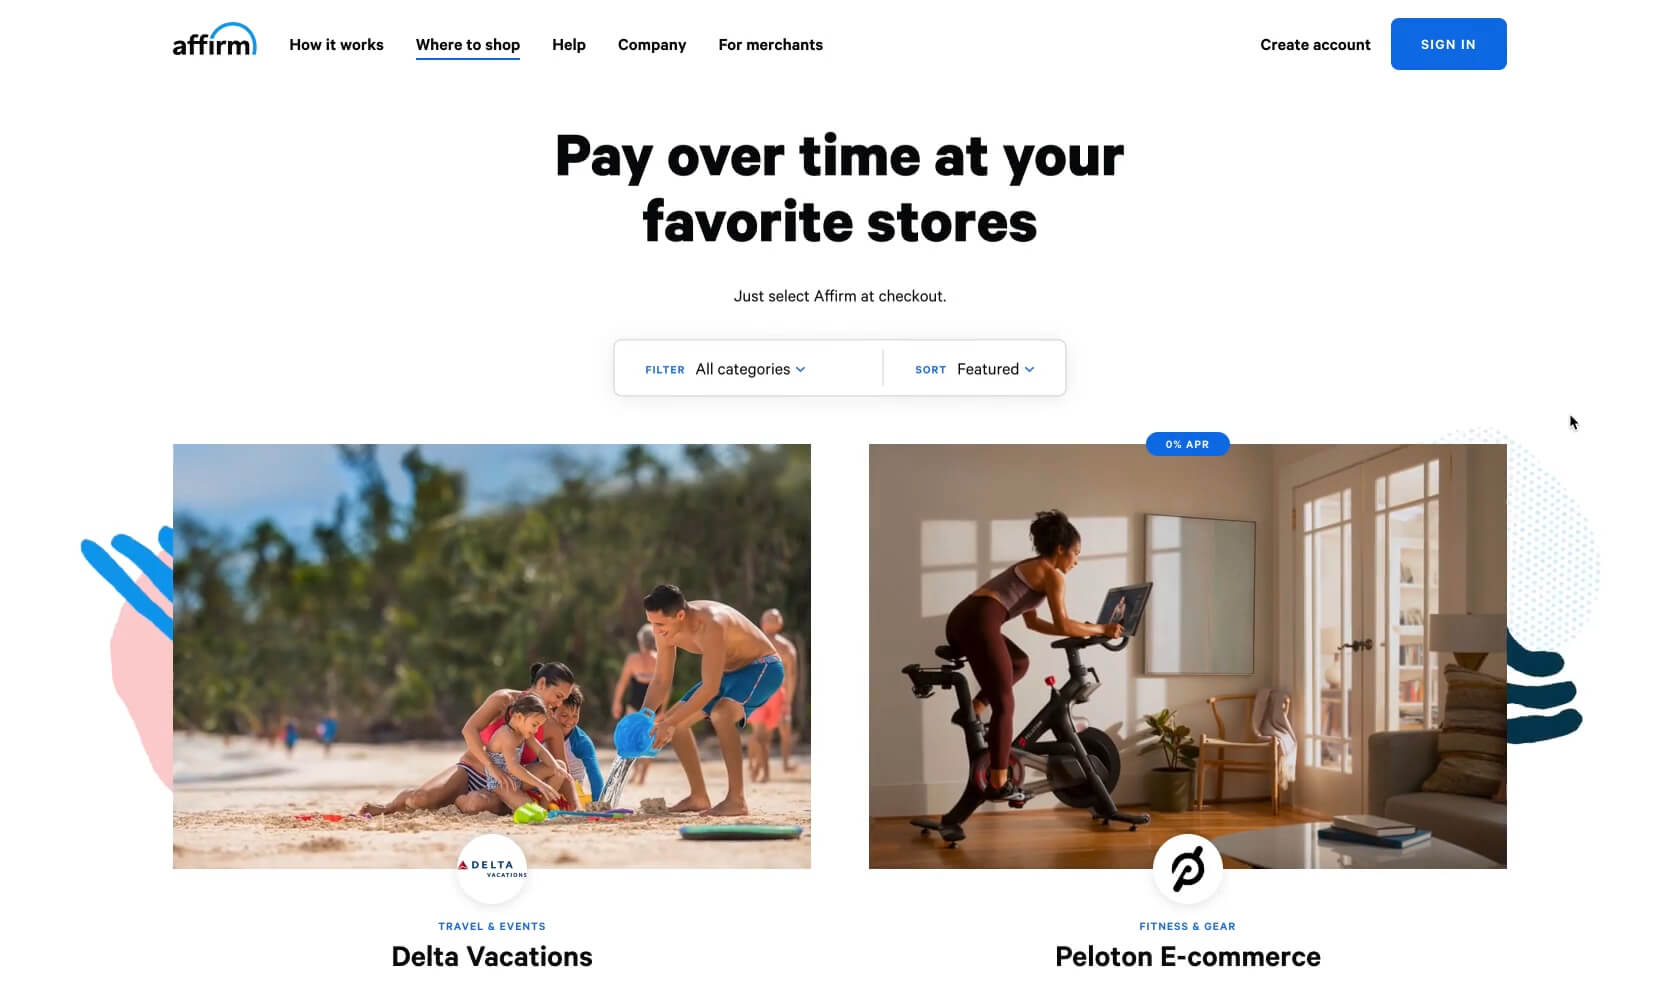 affirm
How it works
Where to shop
Help
Company
For merchants
Create account
SIGN IN
Pay over time at your
favorite stores
Just select Affirm at checkout.
FILTER All categories
SORT Featured
0% APR
DELTA
VACATIONS
TRAVEL & EVENTS
Delta Vacations
FITNESS & GEAR
Peloton E-commerce